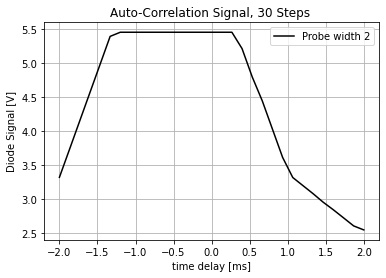 Auto-Correlation Signal, 30 Steps
Probe width 2
Diode Signal [V]
5.5
5.0
4.5
4.0
3.5
3.0
2.5
−2.0 −1.5 −1.0 −0.5 0.0 0.5 1.0 1.5 2.0
time delay [ms]